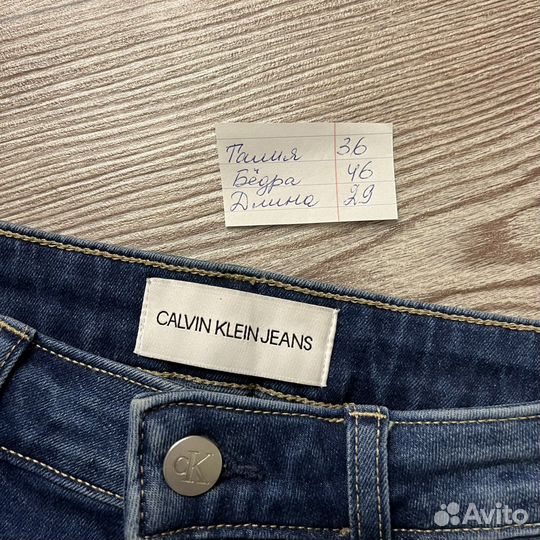 Талия 36
Бёдра 46
Длина 29
CALVIN KLEIN JEANS
CK
Avito